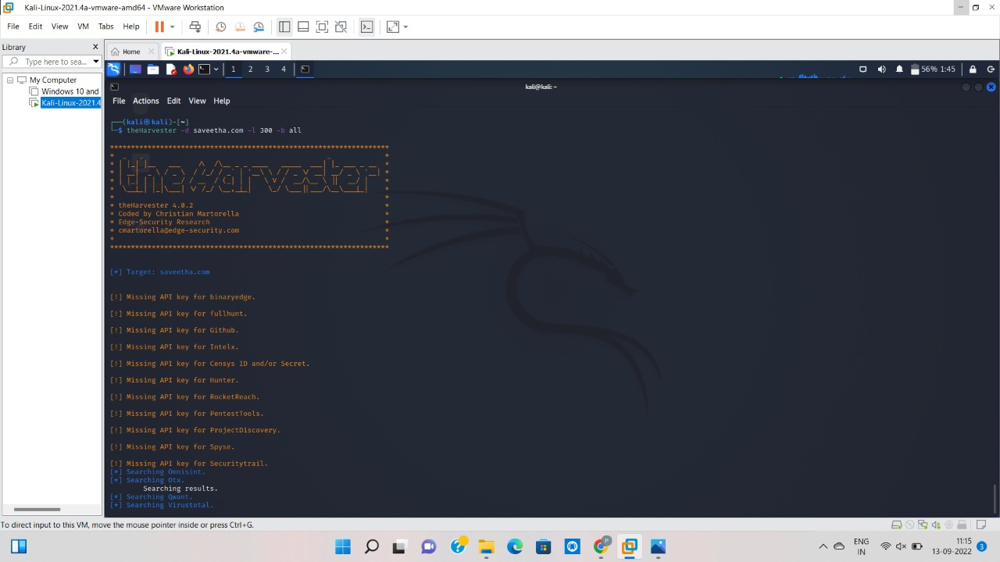 Kali-Linux-2021.4a-vmware-amd64 - VMware Workstation
File Edit View VM Tabs Help
Library
Type here to sea...
My Computer
Windows 10 and
Kali-Linux-2021.4
Home
Kali-Linux-2021.4a-vmware-...
1 2 3 4
56% 1:45
kali@kali: ~
File Actions Edit View Help
(kali㉿kali)-[~]
$ theHarvester -d saveetha.com -l 300 -b all
*******************************************************************
* theHarvester 4.0.2 *
* Coded by Christian Martorella *
* Edge-Security Research *
* cmartorella@edge-security.com *
* *
*******************************************************************
[*] Target: saveetha.com
[!] Missing API key for binaryedge.
[!] Missing API key for fullhunt.
[!] Missing API key for Github.
[!] Missing API key for Intelx.
[!] Missing API key for Censys ID and/or Secret.
[!] Missing API key for Hunter.
[!] Missing API key for RocketReach.
[!] Missing API key for PentestTools.
[!] Missing API key for ProjectDiscovery.
[!] Missing API key for Spyse.
[!] Missing API key for Securitytrail.
[*] Searching Omnisint.
[*] Searching Otx.
Searching results.
[*] Searching Qwant.
[*] Searching Virustotal.
To direct input to this VM, move the mouse pointer inside or press Ctrl+G.
ENG
IN
11:15
13-09-2022
3